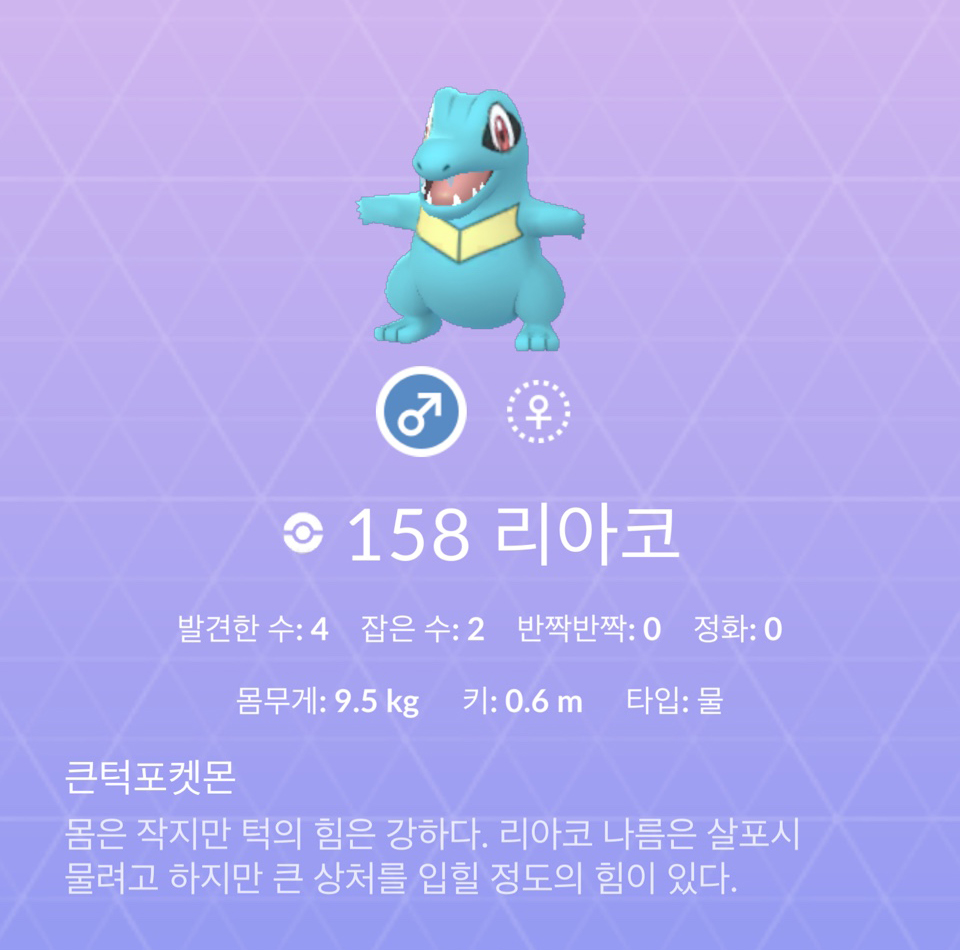 158 리아코
발견한 수: 4 잡은 수: 2 반짝반짝: 0 정화: 0
몸무게: 9.5 kg 키: 0.6 m 타입: 물
큰턱포켓몬
몸은 작지만 턱의 힘은 강하다. 리아코 나름은 살포시
물려고 하지만 큰 상처를 입힐 정도의 힘이 있다.